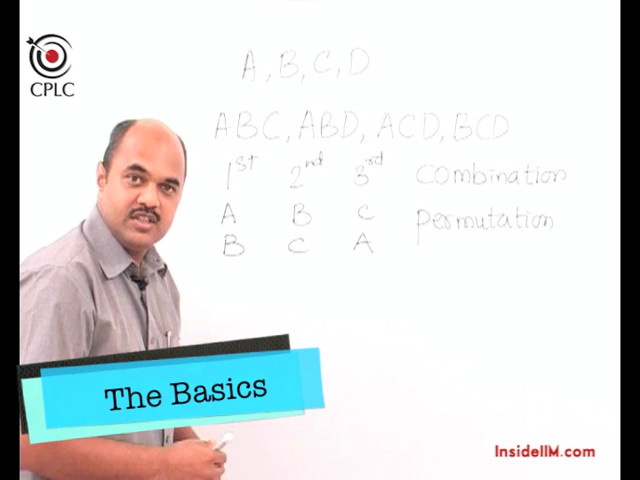 CPLC
A, B, C, D
ABC, ABD, ACD, BCD
1st 2nd 3rd Combination
A B C Permutation
B C A
The Basics
InsideIIM.com